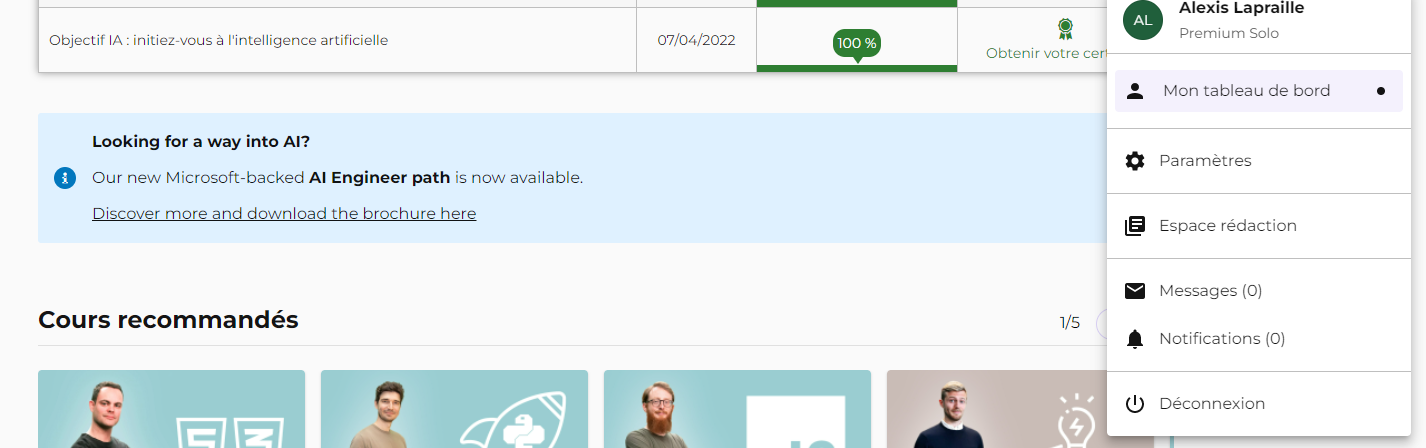 Objectif IA : initiez-vous à l'intelligence artificielle
07/04/2022
100 %
Obtenir votre
Looking for a way into AI?
Our new Microsoft-backed AI Engineer path is now available.
Discover more and download the brochure here
Cours recommandés
1/5
AL
Alexis Lapraille
Premium Solo
Mon tableau de bord
Paramètres
Espace rédaction
Messages (0)
Notifications (0)
Déconnexion